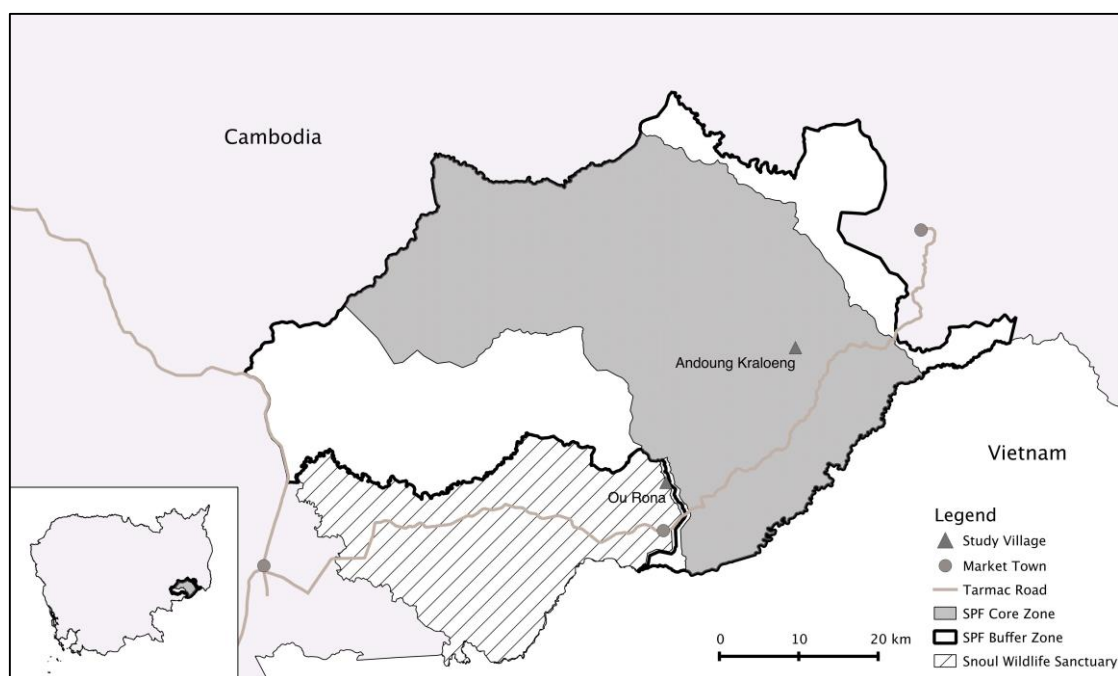 Cambodia
Andoung Kraloeng
Vietnam
Ou Rona
Legend
Study Village
Market Town
Tarmac Road
SPF Core Zone
SPF Buffer Zone
Snoul Wildlife Sanctuary
0 10 20 km